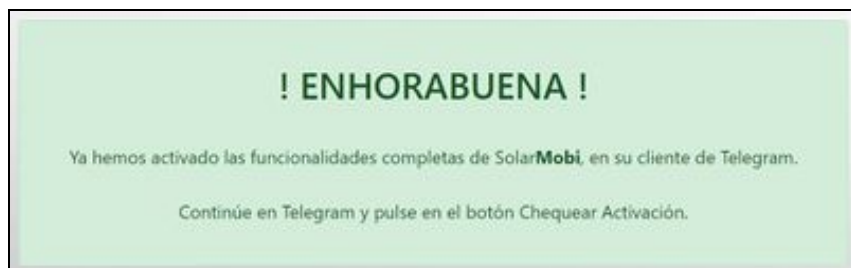 ! ENHORABUENA !
Ya hemos activado las funcionalidades completas de SolarMobi, en su cliente de Telegram.
Continúe en Telegram y pulse en el botón Chequear Activación.